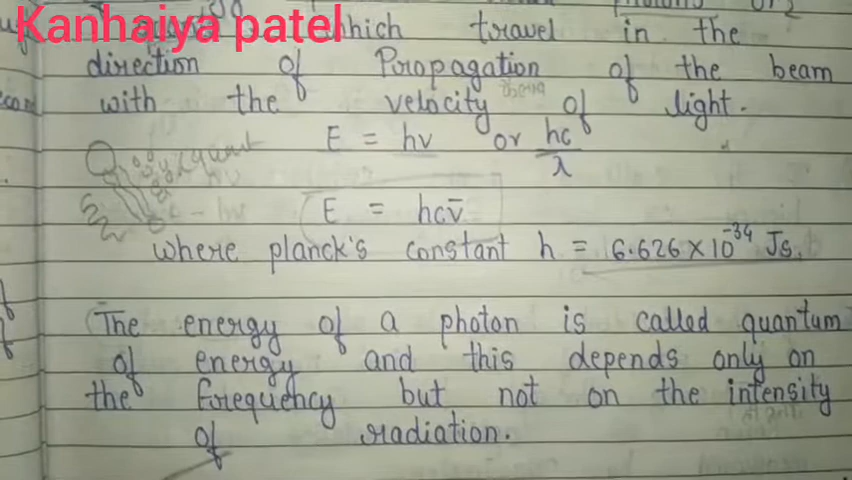 Kanhaiya patel
which travel in the
direction of Propagation of the beam
with the velocity of light.
E = hν or hc/λ
E = hcν̄
where planck's constant h = 6.626 × 10⁻³⁴ Js.
The energy of a photon is called quantum
of energy and this depends only on
the frequency but not on the intensity
of radiation.